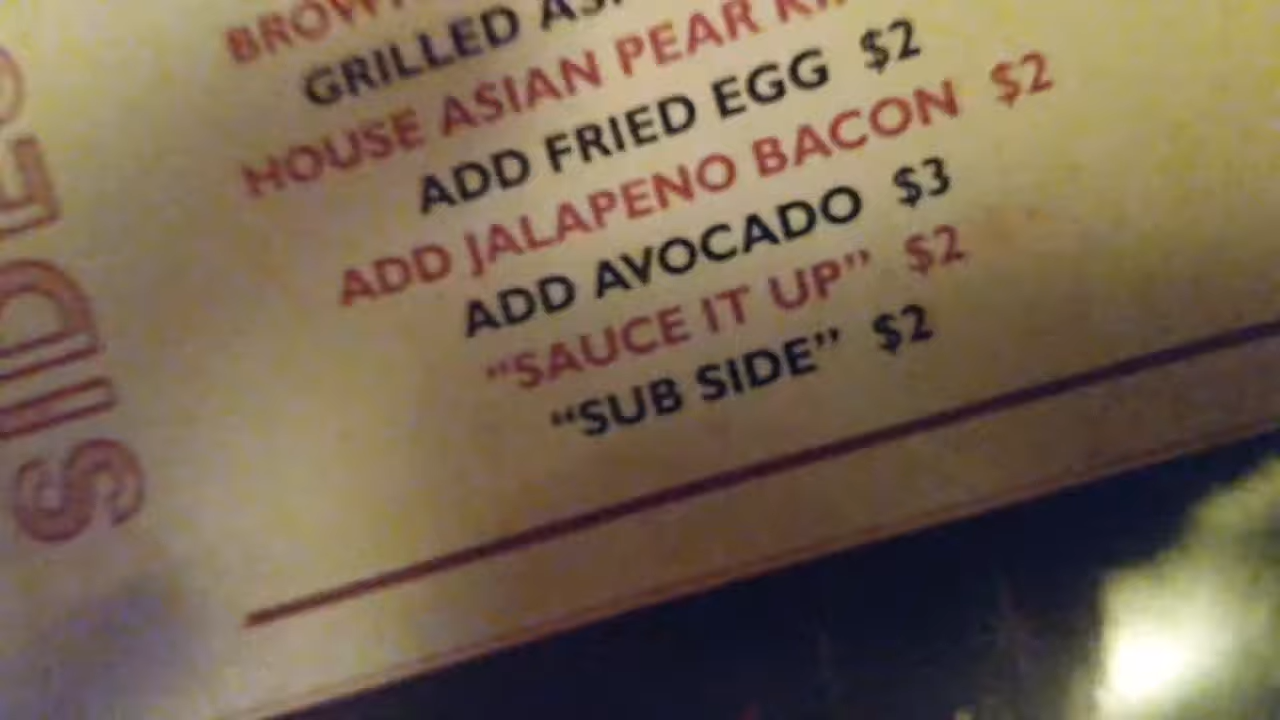 GRILLED
HOUSE ASIAN PEAR
ADD FRIED EGG $2
ADD JALAPENO BACON $2
ADD AVOCADO $3
“SAUCE IT UP” $2
“SUB SIDE” $2
SIDES